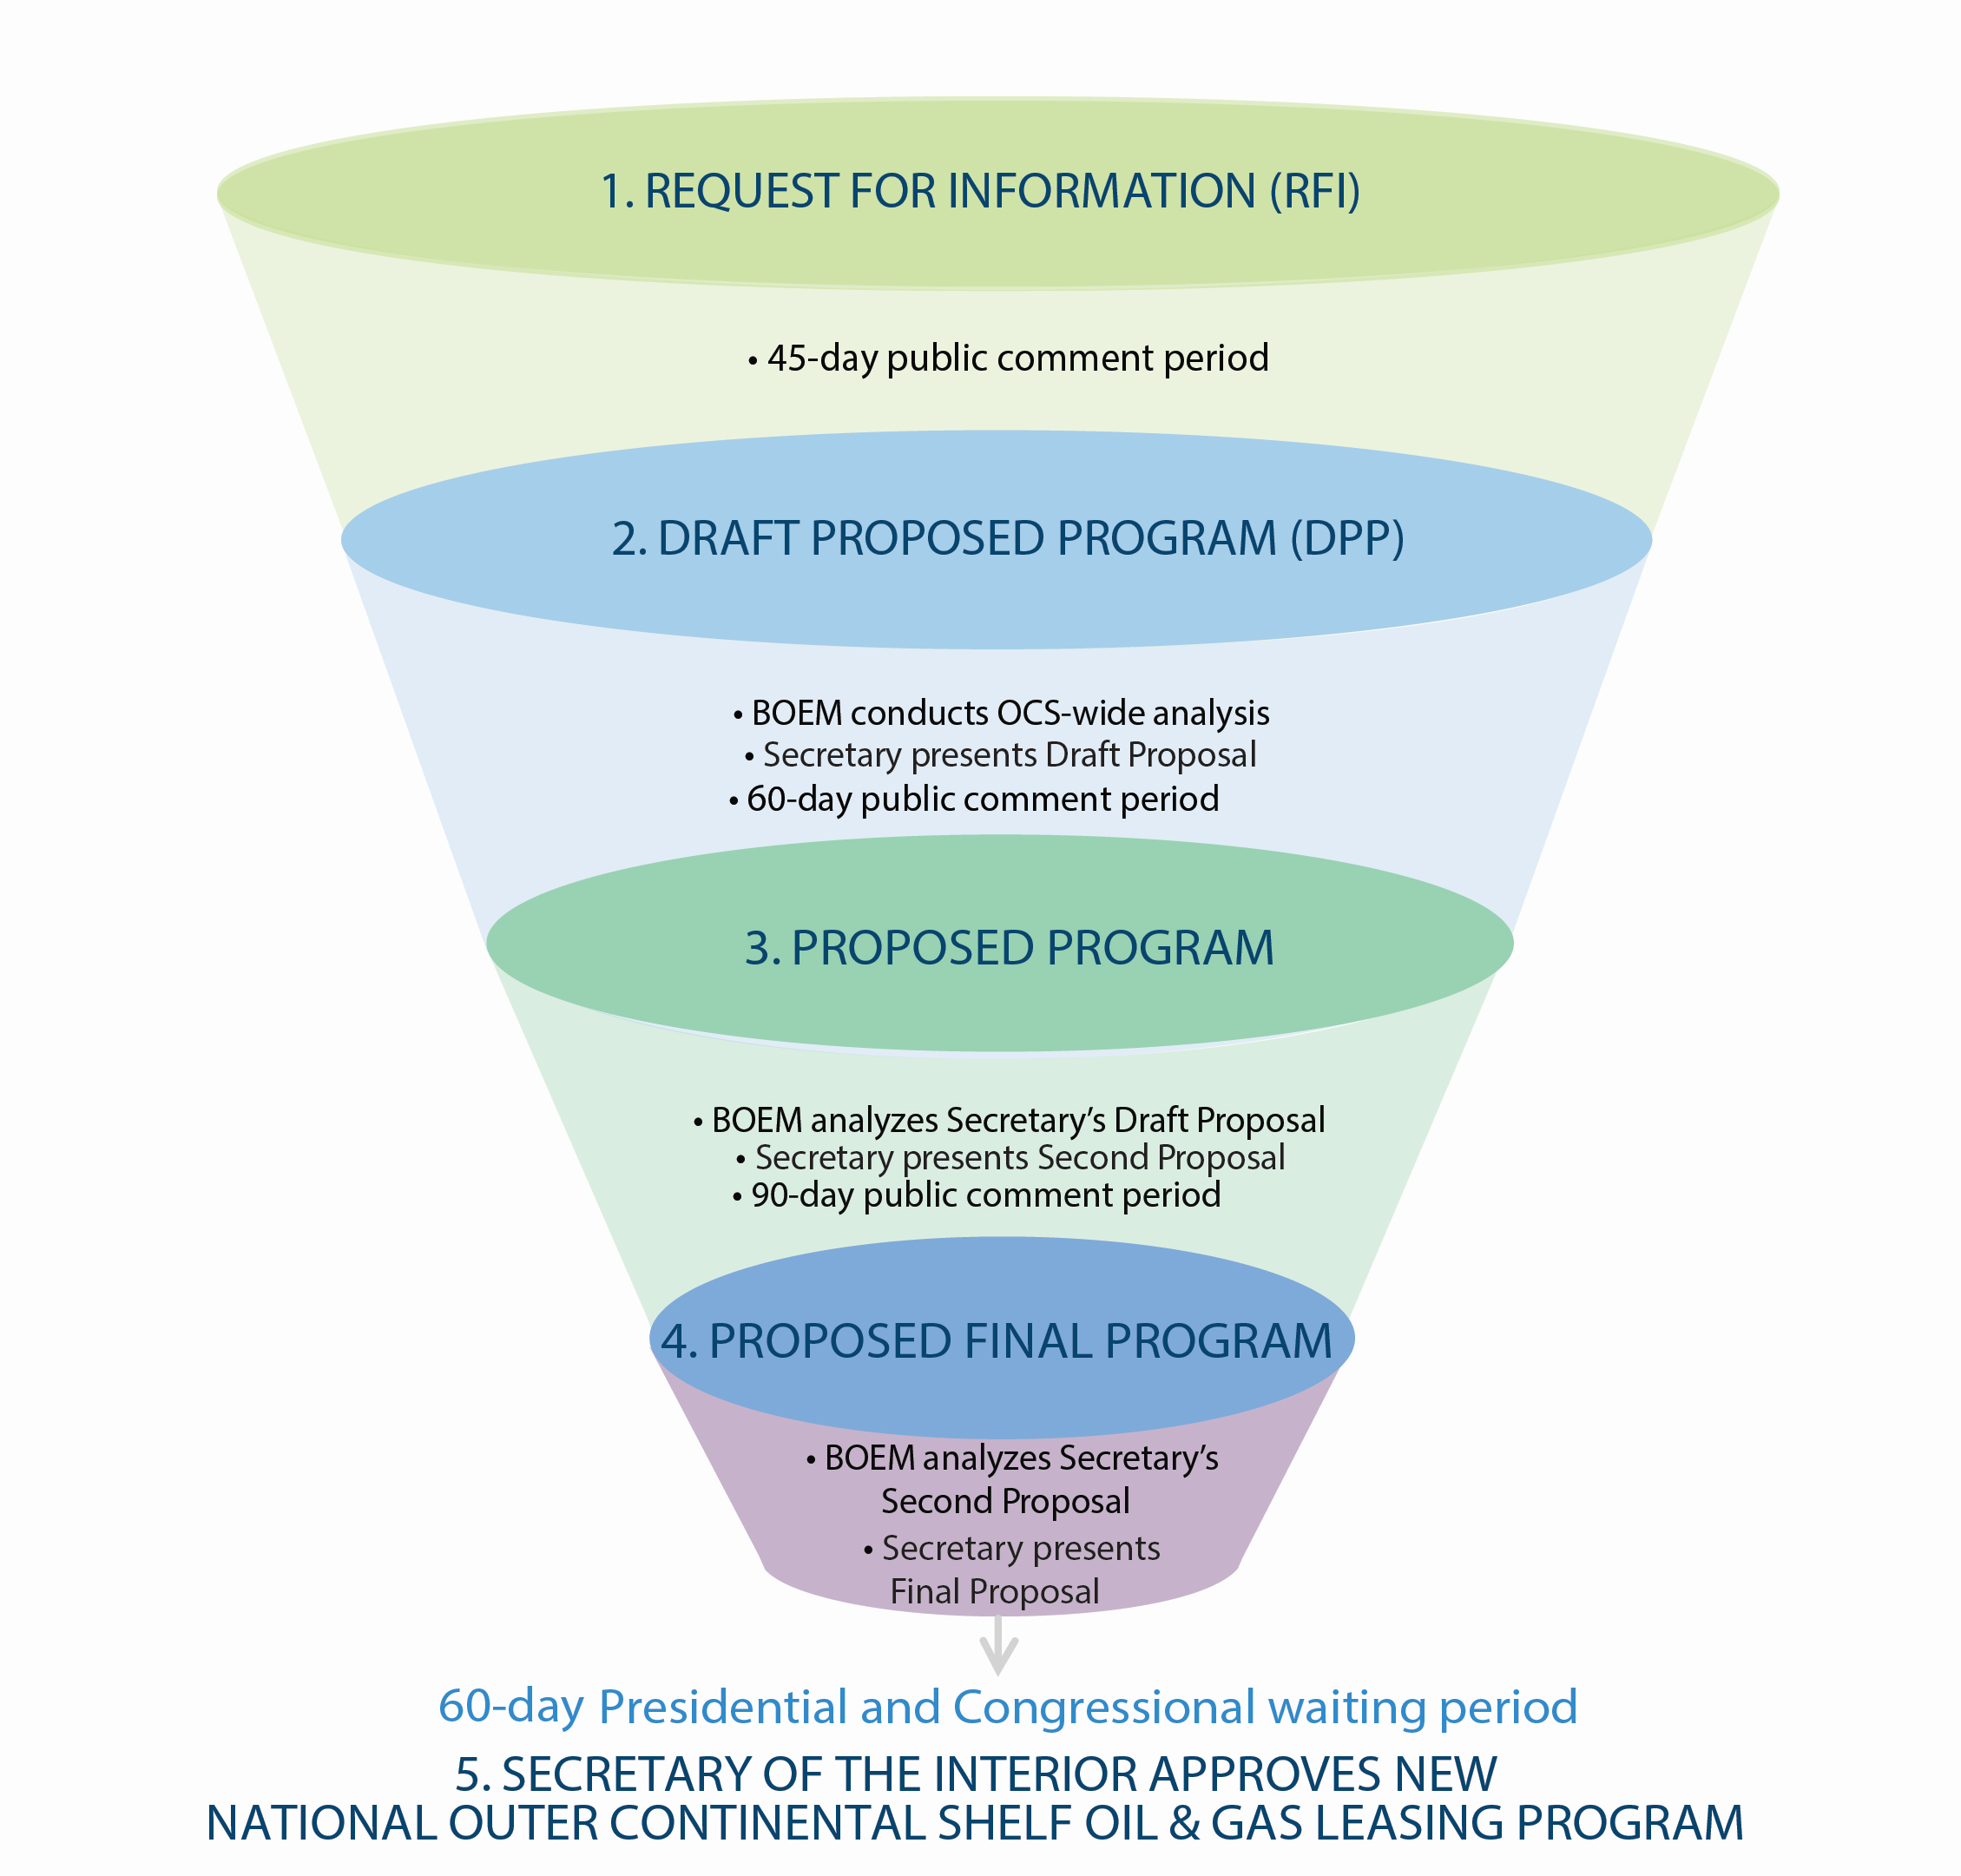 1. REQUEST FOR INFORMATION (RFI)
• 45-day public comment period
2. DRAFT PROPOSED PROGRAM (DPP)
• BOEM conducts OCS-wide analysis
• Secretary presents Draft Proposal
• 60-day public comment period
3. PROPOSED PROGRAM
• BOEM analyzes Secretary’s Draft Proposal
• Secretary presents Second Proposal
• 90-day public comment period
4. PROPOSED FINAL PROGRAM
• BOEM analyzes Secretary’s
Second Proposal
• Secretary presents
Final Proposal
60-day Presidential and Congressional waiting period
5. SECRETARY OF THE INTERIOR APPROVES NEW
NATIONAL OUTER CONTINENTAL SHELF OIL & GAS LEASING PROGRAM